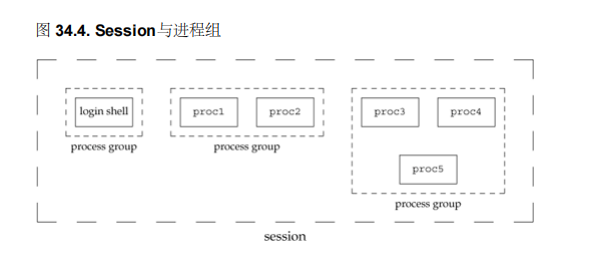 图 34.4. Session与进程组
login shell
proc1
proc2
proc3
proc4
process group
process group
proc5
process group
session